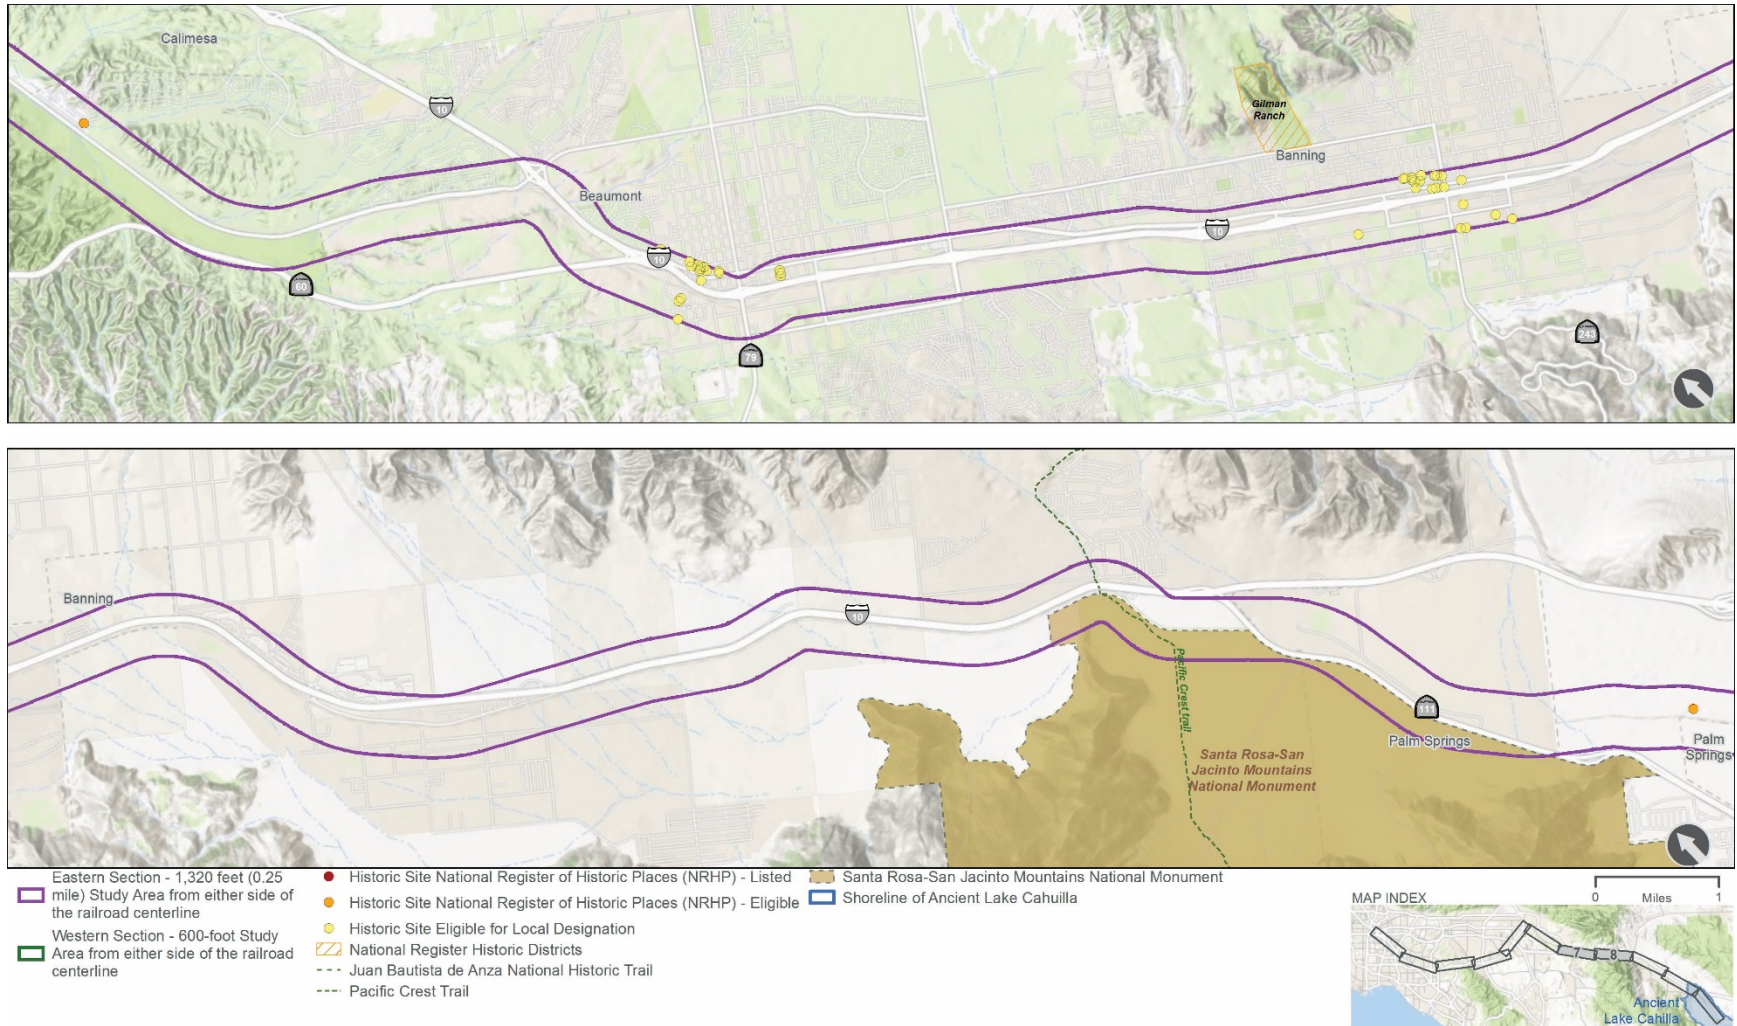 Calimesa
10
Gilman
Ranch
Banning
Beaumont
10
10
60
79
243
Banning
10
Pacific Crest trail
111
Palm Springs
Palm
Springs
Santa Rosa-San
Jacinto Mountains
National Monument
Eastern Section - 1,320 feet (0.25
mile) Study Area from either side of
the railroad centerline
Western Section - 600-foot Study
Area from either side of the railroad
centerline
Historic Site National Register of Historic Places (NRHP) - Listed
Historic Site National Register of Historic Places (NRHP) - Eligible
Historic Site Eligible for Local Designation
National Register Historic Districts
Juan Bautista de Anza National Historic Trail
Pacific Crest Trail
Santa Rosa-San Jacinto Mountains National Monument
Shoreline of Ancient Lake Cahuilla
0 Miles 1
MAP INDEX
7 8
Ancient
Lake Cahilla